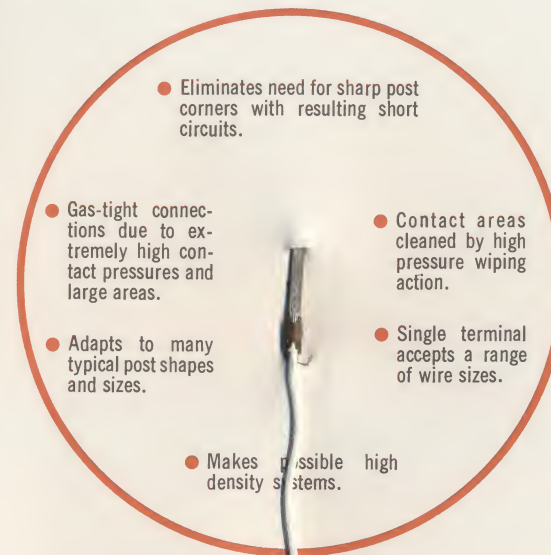 ● Eliminates need for sharp post
corners with resulting short
circuits.
● Gas-tight connec-
tions due to ex-
tremely high con-
tact pressures and
large areas.
● Contact areas
cleaned by high
pressure wiping
action.
● Adapts to many
typical post shapes
and sizes.
● Single terminal
accepts a range
of wire sizes.
● Makes possible high
density systems.